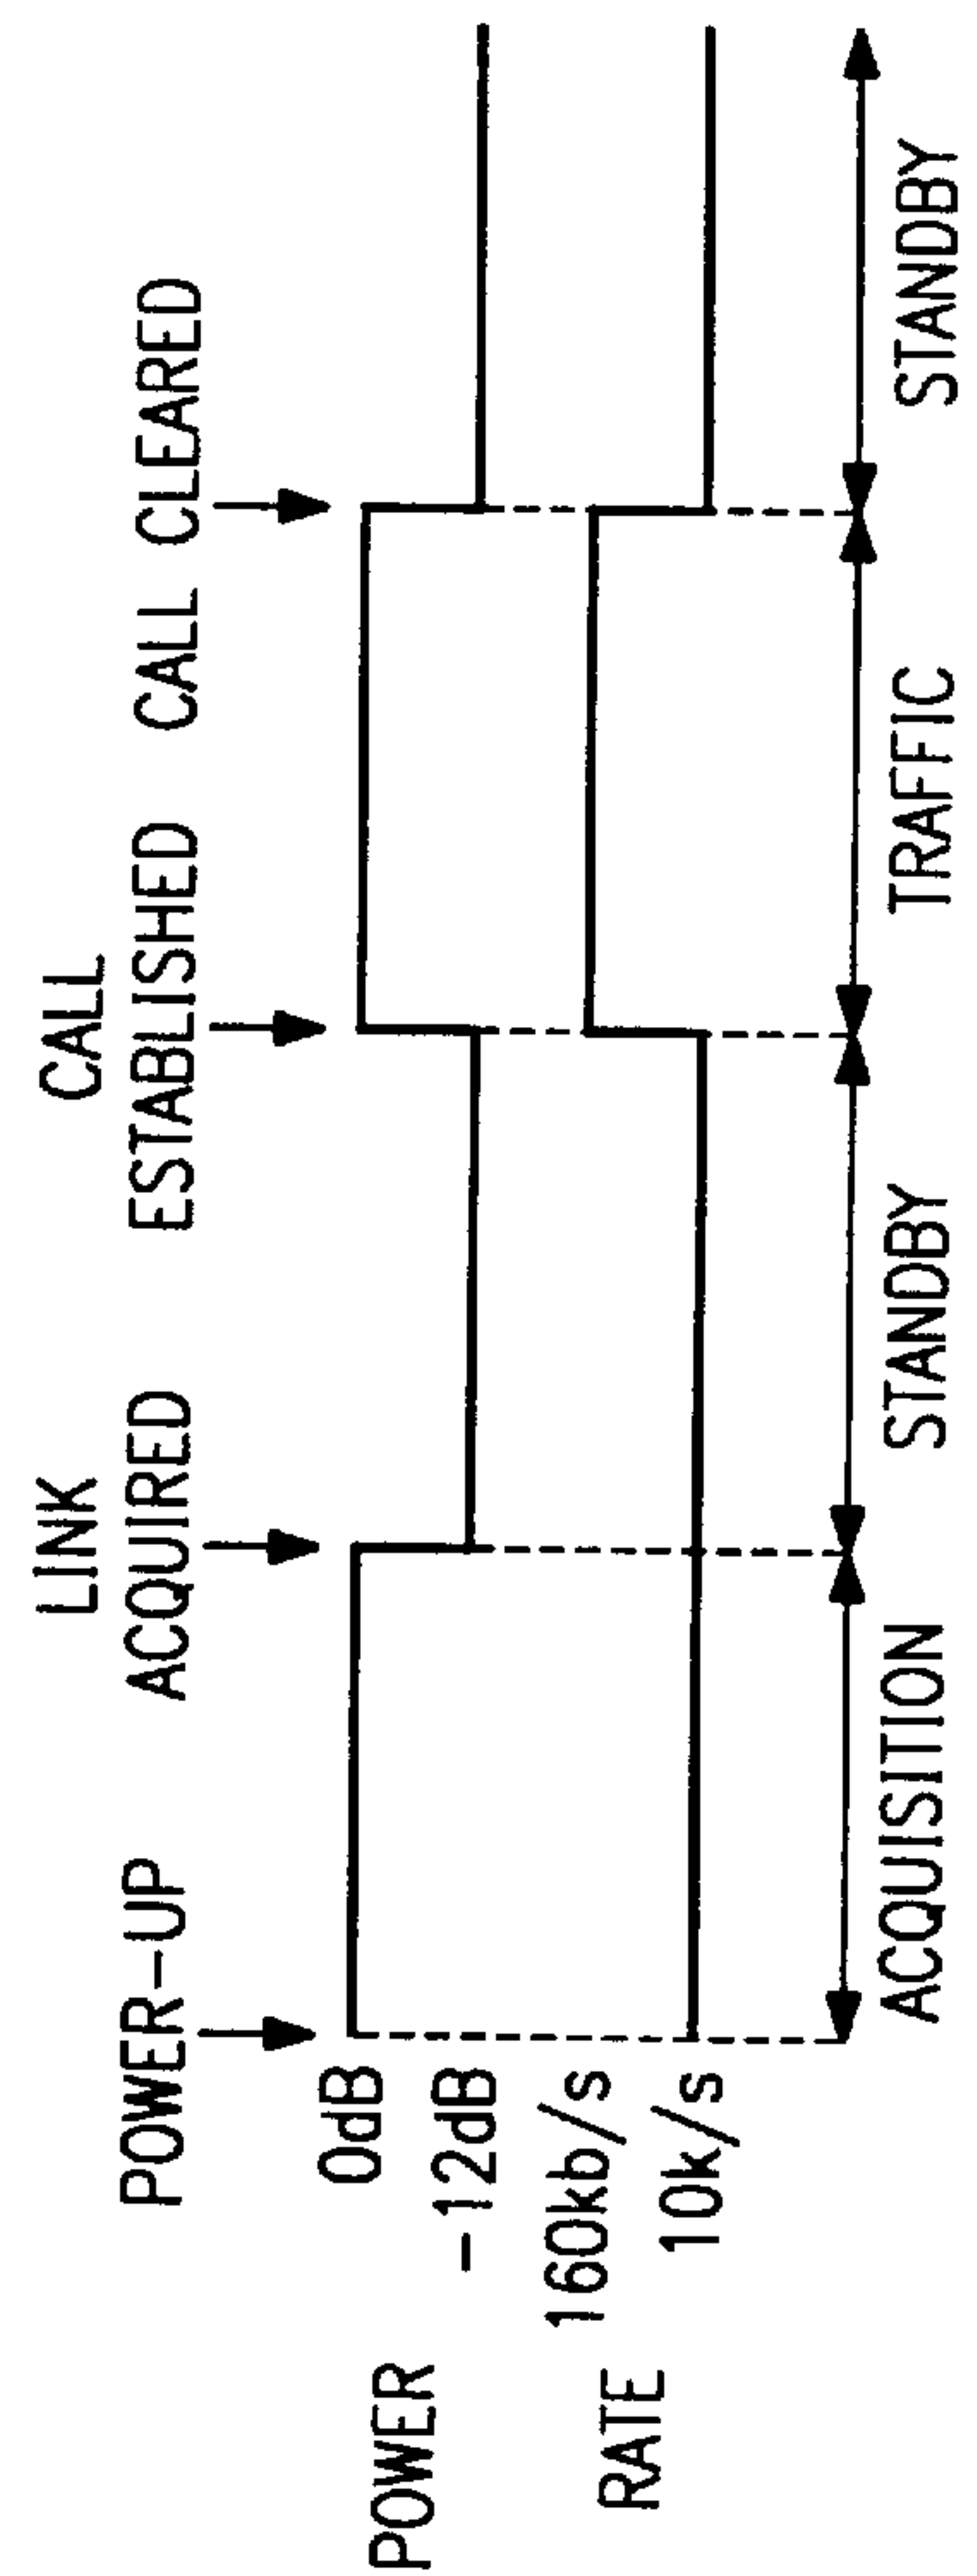 POWER-UP
LINK
ACQUIRED
CALL
ESTABLISHED
CALL CLEARED
POWER
0dB
-12dB
RATE
160kb/s
10k/s
ACQUISITION
STANDBY
TRAFFIC
STANDBY